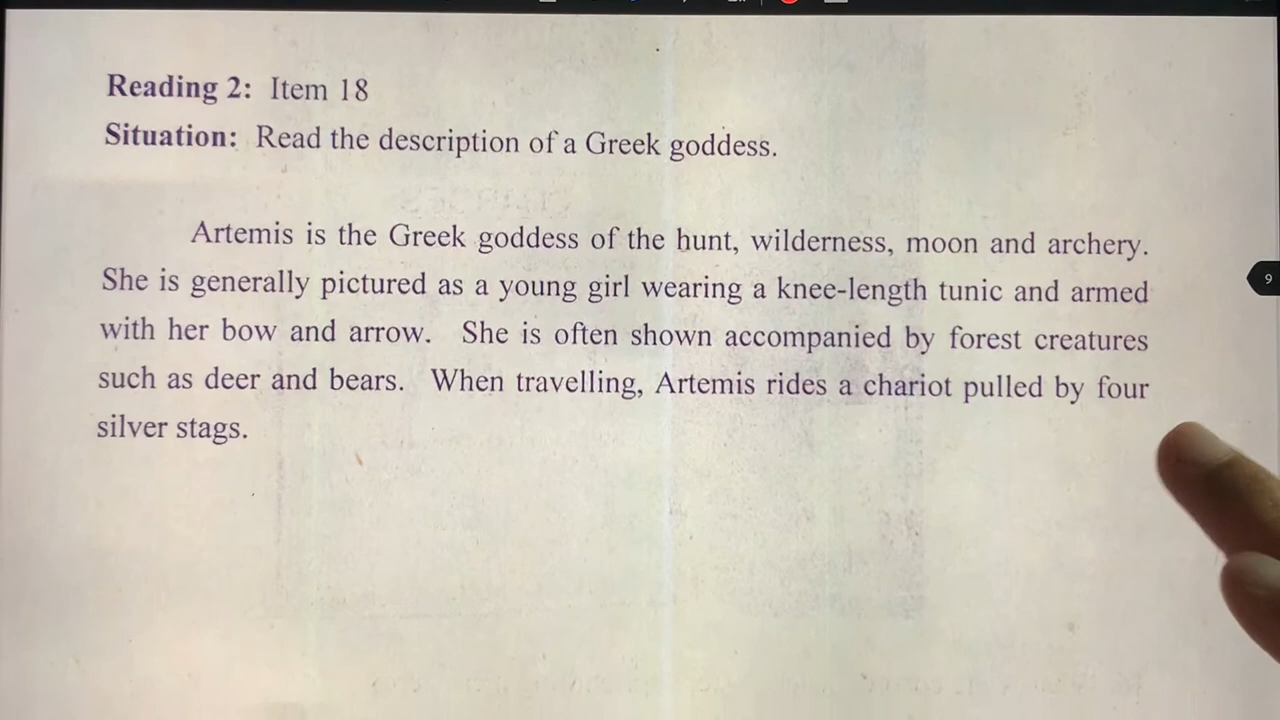 Reading 2: Item 18
Situation: Read the description of a Greek goddess.
Artemis is the Greek goddess of the hunt, wilderness, moon and archery.
She is generally pictured as a young girl wearing a knee-length tunic and armed
with her bow and arrow. She is often shown accompanied by forest creatures
such as deer and bears. When travelling, Artemis rides a chariot pulled by four
silver stags.
9